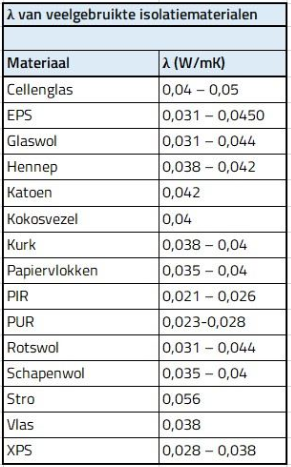 λ van veelgebruikte isolatiematerialen
Materiaal λ (W/mK)
Cellenglas 0,04 – 0,05
EPS 0,031 – 0,0450
Glaswol 0,031 – 0,044
Hennep 0,038 – 0,042
Katoen 0,042
Kokosvezel 0,04
Kurk 0,038 – 0,04
Papiervlokken 0,035 – 0,04
PIR 0,021 – 0,026
PUR 0,023-0,028
Rotswol 0,031 – 0,044
Schapenwol 0,035 – 0,04
Stro 0,056
Vlas 0,038
XPS 0,028 – 0,038